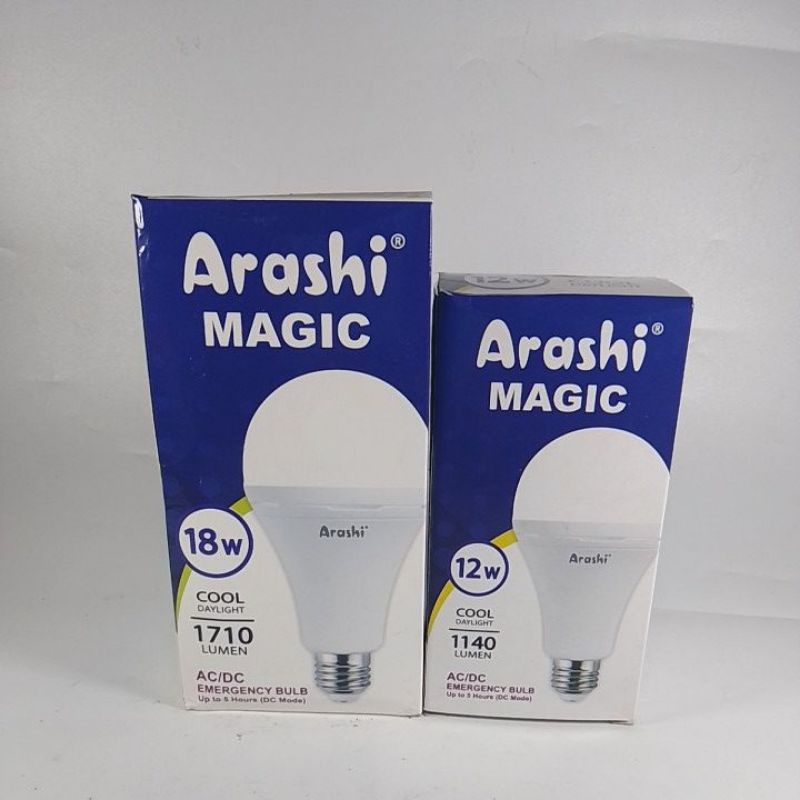 Arashi®
MAGIC
Arashi®
18W
COOL
DAYLIGHT
1710
LUMEN
AC/DC
EMERGENCY BULB
Up to 5 Hours (DC Mode)
12W
Arashi®
MAGIC
Arashi®
12W
COOL
DAYLIGHT
1140
LUMEN
AC/DC
EMERGENCY BULB
Up to 5 Hours (DC Mode)